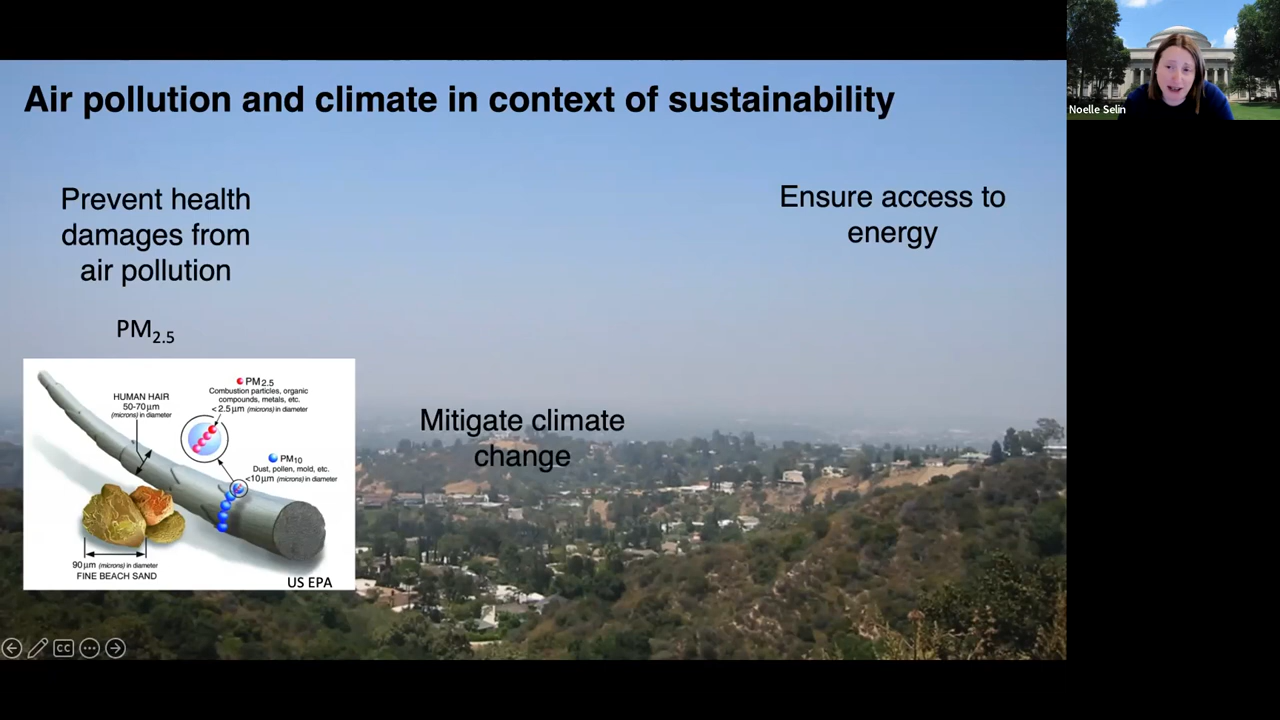 Air pollution and climate in context of sustainability
Noelle Selin
Prevent health
damages from
air pollution
Ensure access to
energy
PM2.5
Mitigate climate
change
HUMAN HAIR
50-70µm
(microns) in diameter
PM2.5
Combustion particles, organic
compounds, metals, etc.
<2.5µm (microns) in diameter
PM10
Dust, pollen, mold, etc.
<10µm (microns) in diameter
90µm (microns) in diameter
FINE BEACH SAND
US EPA
CC